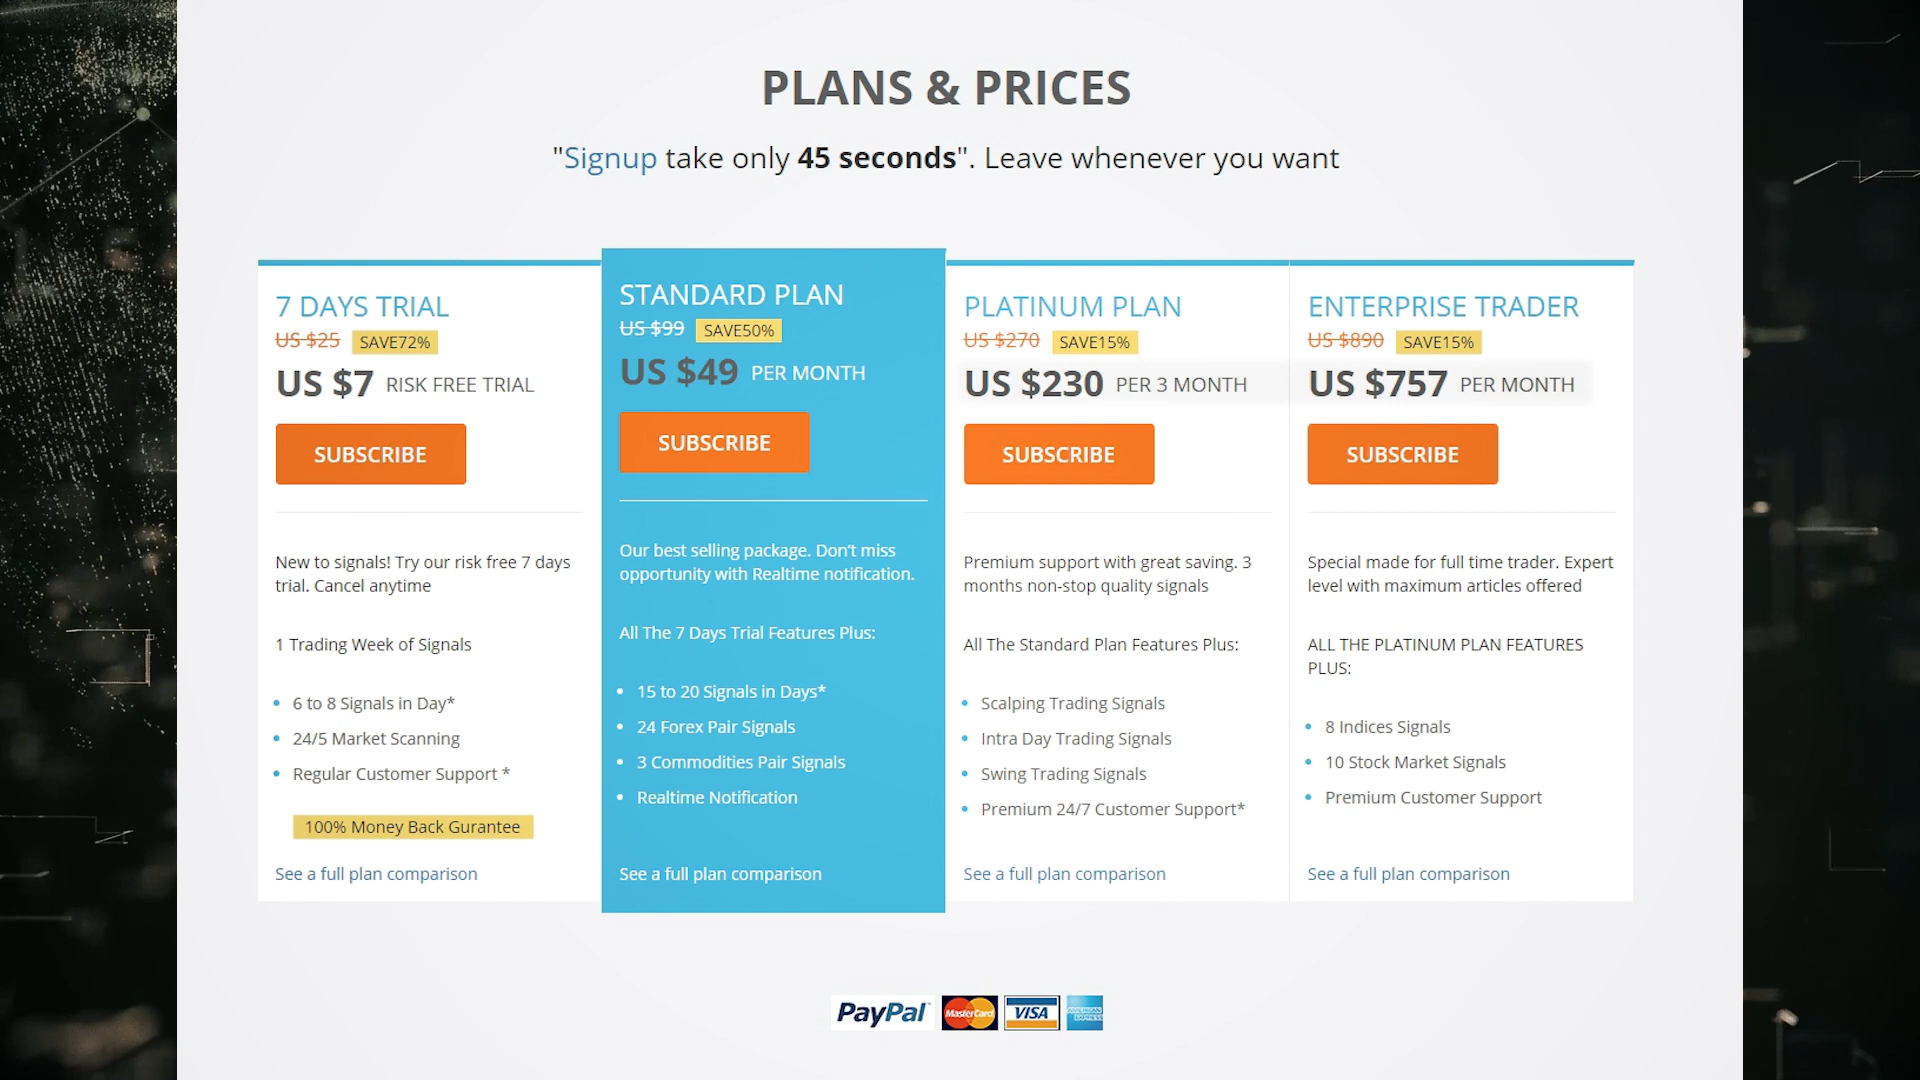 PLANS & PRICES
"Signup take only 45 seconds". Leave whenever you want
7 DAYS TRIAL
US $25 SAVE72%
US $7 RISK FREE TRIAL
SUBSCRIBE
New to signals! Try our risk free 7 days
trial. Cancel anytime
1 Trading Week of Signals
6 to 8 Signals in Day*
24/5 Market Scanning
Regular Customer Support *
100% Money Back Gurantee
See a full plan comparison
STANDARD PLAN
US $99 SAVE50%
US $49 PER MONTH
SUBSCRIBE
Our best selling package. Don't miss
opportunity with Realtime notification.
All The 7 Days Trial Features Plus:
15 to 20 Signals in Days*
24 Forex Pair Signals
3 Commodities Pair Signals
Realtime Notification
See a full plan comparison
PLATINUM PLAN
US $270 SAVE15%
US $230 PER 3 MONTH
SUBSCRIBE
Premium support with great saving. 3
months non-stop quality signals
All The Standard Plan Features Plus:
Scalping Trading Signals
Intra Day Trading Signals
Swing Trading Signals
Premium 24/7 Customer Support*
See a full plan comparison
ENTERPRISE TRADER
US $890 SAVE15%
US $757 PER MONTH
SUBSCRIBE
Special made for full time trader. Expert
level with maximum articles offered
ALL THE PLATINUM PLAN FEATURES
PLUS:
8 Indices Signals
10 Stock Market Signals
Premium Customer Support
See a full plan comparison
PayPal MasterCard VISA AMERICAN EXPRESS